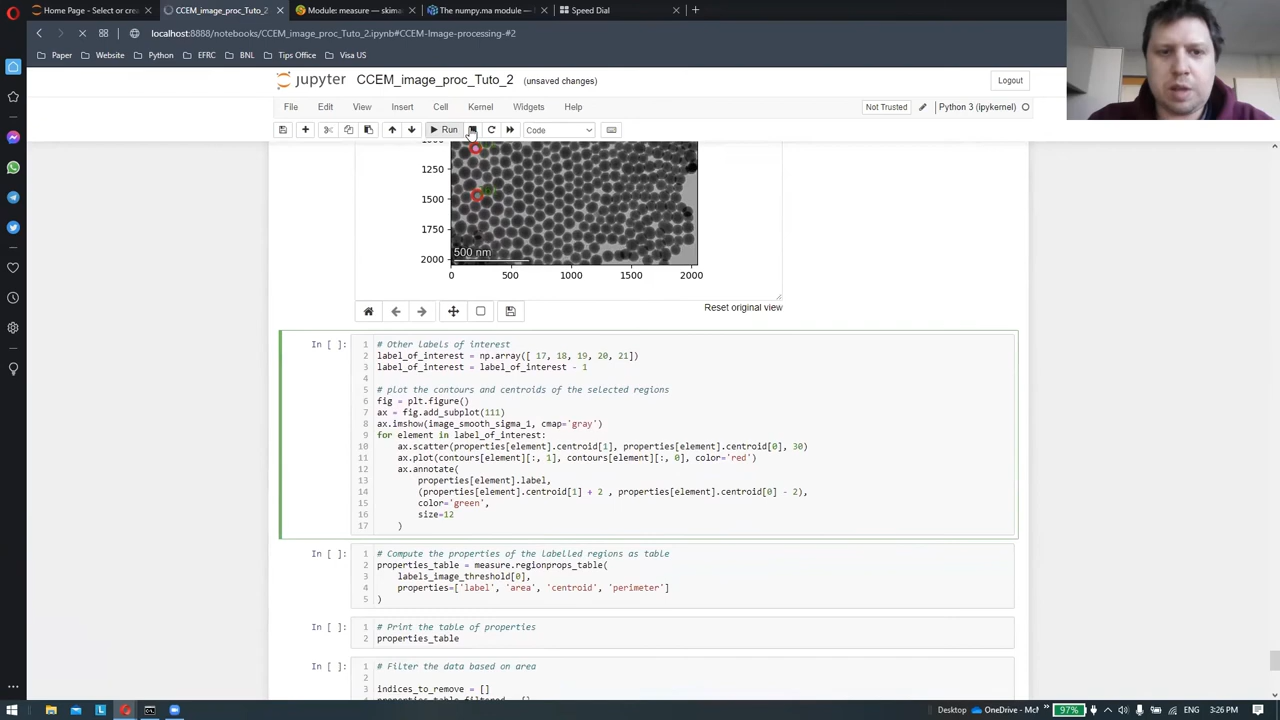 Home Page - Select or cre
CCEM_image_proc_Tuto_2
Module: measure — skima
The numpy.ma module —
Speed Dial
localhost:8888/notebooks/CCEM_image_proc_Tuto_2.ipynb#CCEM-Image-processing-#2
Paper Website Python EFRC BNL Tips Office Visa
jupyter CCEM_image_proc_Tuto_2 (unsaved changes)
Logout
File Edit View Insert Cell Kernel Widgets Help
Not Trusted
Python 3 (ipykernel)
Run
Code
1250
1500
1750
2000
500 nm
0 500 1000 1500 2000
Reset original view
In [ ]:
1 # Other labels of interest
2 label_of_interest = np.array([ 17, 18, 19, 20, 21])
3 label_of_interest = label_of_interest - 1
4
5 # plot the contours and centroids of the selected regions
6 fig = plt.figure()
7 ax = fig.add_subplot(111)
8 ax.imshow(image_smooth_sigma_1, cmap='gray')
9 for element in label_of_interest:
10 ax.scatter(properties[element].centroid[1], properties[element].centroid[0], 30)
11 ax.plot(contours[element][:, 1], contours[element][:, 0], color='red')
12 ax.annotate(
13 properties[element].label,
14 (properties[element].centroid[1] + 2 , properties[element].centroid[0] - 2),
15 color='green',
16 size=12
17 )
In [ ]:
1 # Compute the properties of the labelled regions as table
2 properties_table = measure.regionprops_table(
3 labels_image_threshold[0],
4 properties=['label', 'area', 'centroid', 'perimeter']
5 )
In [ ]:
1 # Print the table of properties
2 properties_table
In [ ]:
1 # Filter the data based on area
2
3 indices_to_remove = []
Desktop OneDrive - McM 97% 3:26 PM